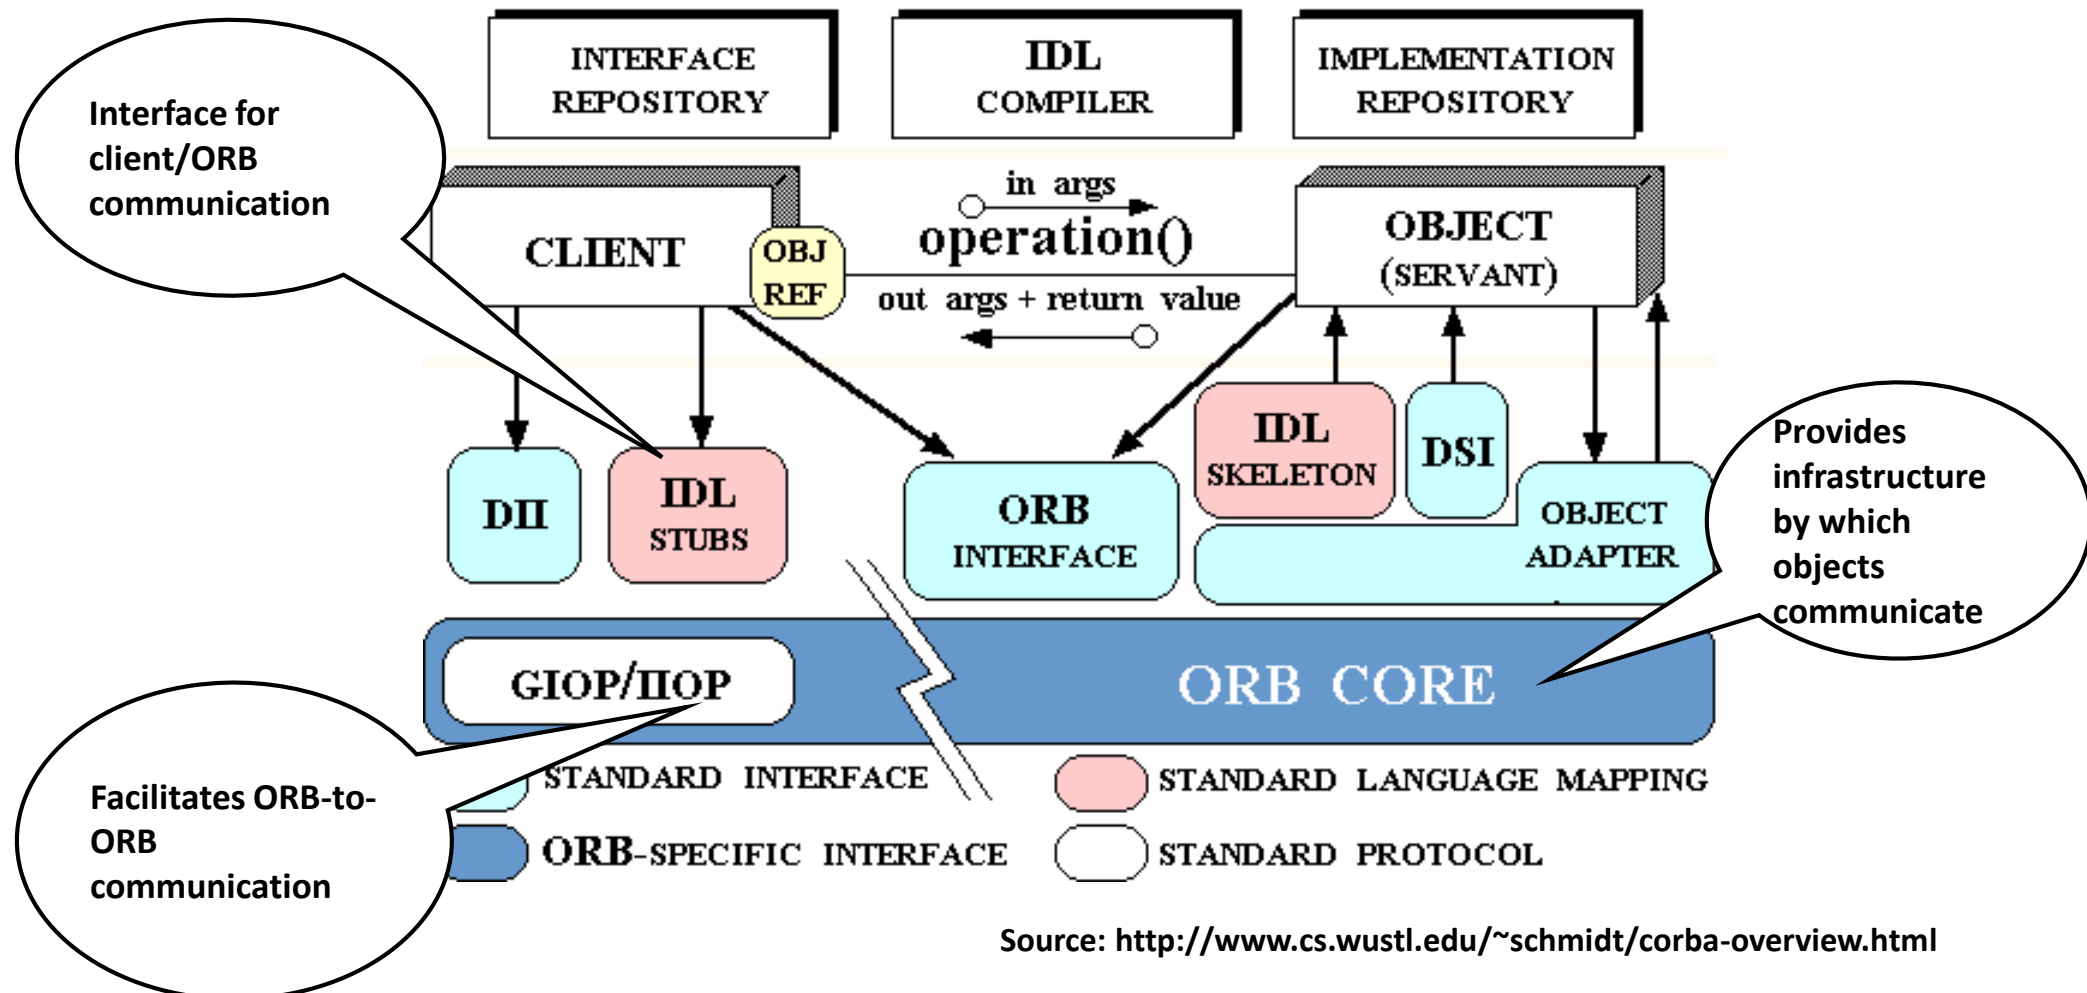 INTERFACE
REPOSITORY
IDL
COMPILER
IMPLEMENTATION
REPOSITORY
Interface for
client/ORB
communication
CLIENT
OBJ
REF
in args
operation()
out args + return value
OBJECT
(SERVANT)
DII
IDL
STUBS
ORB
INTERFACE
IDL
SKELETON
DSI
OBJECT
ADAPTER
Provides
infrastructure
by which
objects
communicate
GIOP/IIOP
ORB CORE
Facilitates ORB-to-
ORB
communication
STANDARD INTERFACE
STANDARD LANGUAGE MAPPING
ORB-SPECIFIC INTERFACE
STANDARD PROTOCOL
Source: http://www.cs.wustl.edu/~schmidt/corba-overview.html